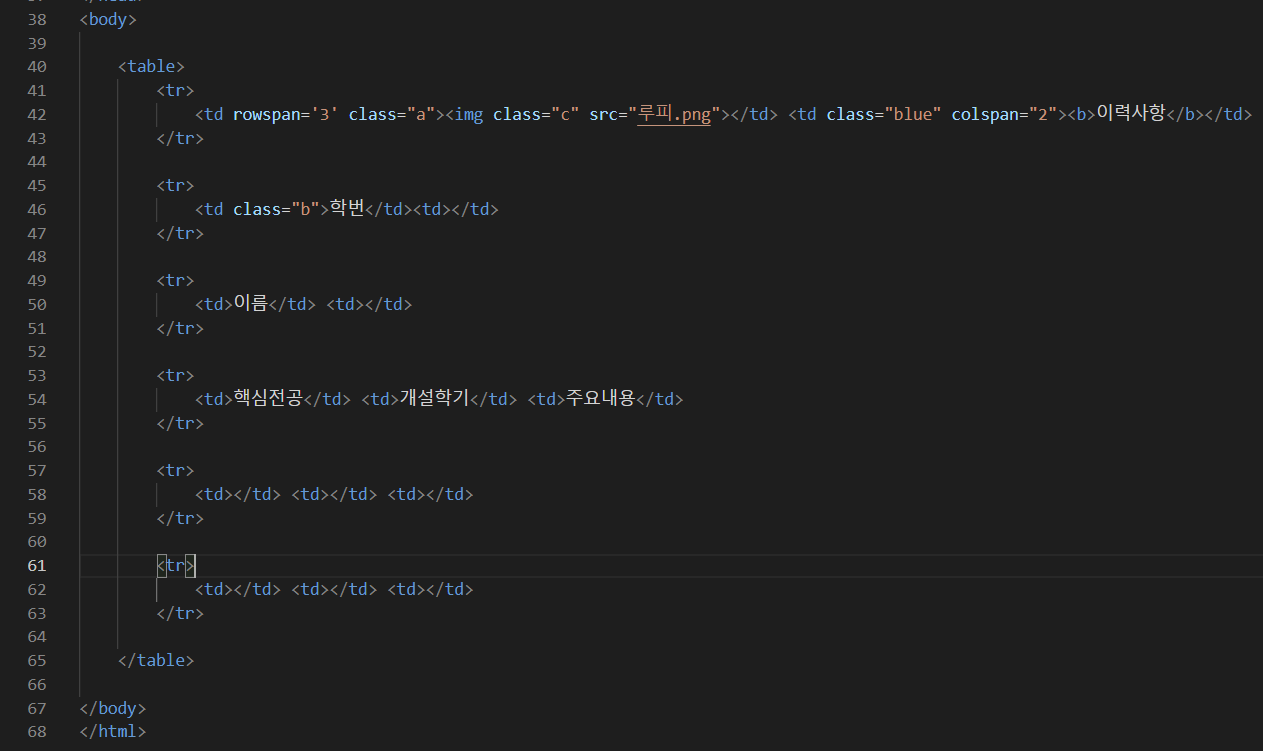 38 <body>
39
40 <table>
41 <tr>
42 <td rowspan='3' class="a"><img class="c" src="루피.png"></td> <td class="blue" colspan="2"><b>이력사항</b></td>
43 </tr>
44
45 <tr>
46 <td class="b">학번</td><td></td>
47 </tr>
48
49 <tr>
50 <td>이름</td> <td></td>
51 </tr>
52
53 <tr>
54 <td>핵심전공</td> <td>개설학기</td> <td>주요내용</td>
55 </tr>
56
57 <tr>
58 <td></td> <td></td> <td></td>
59 </tr>
60
61 <tr>
62 <td></td> <td></td> <td></td>
63 </tr>
64
65 </table>
66
67 </body>
68 </html>